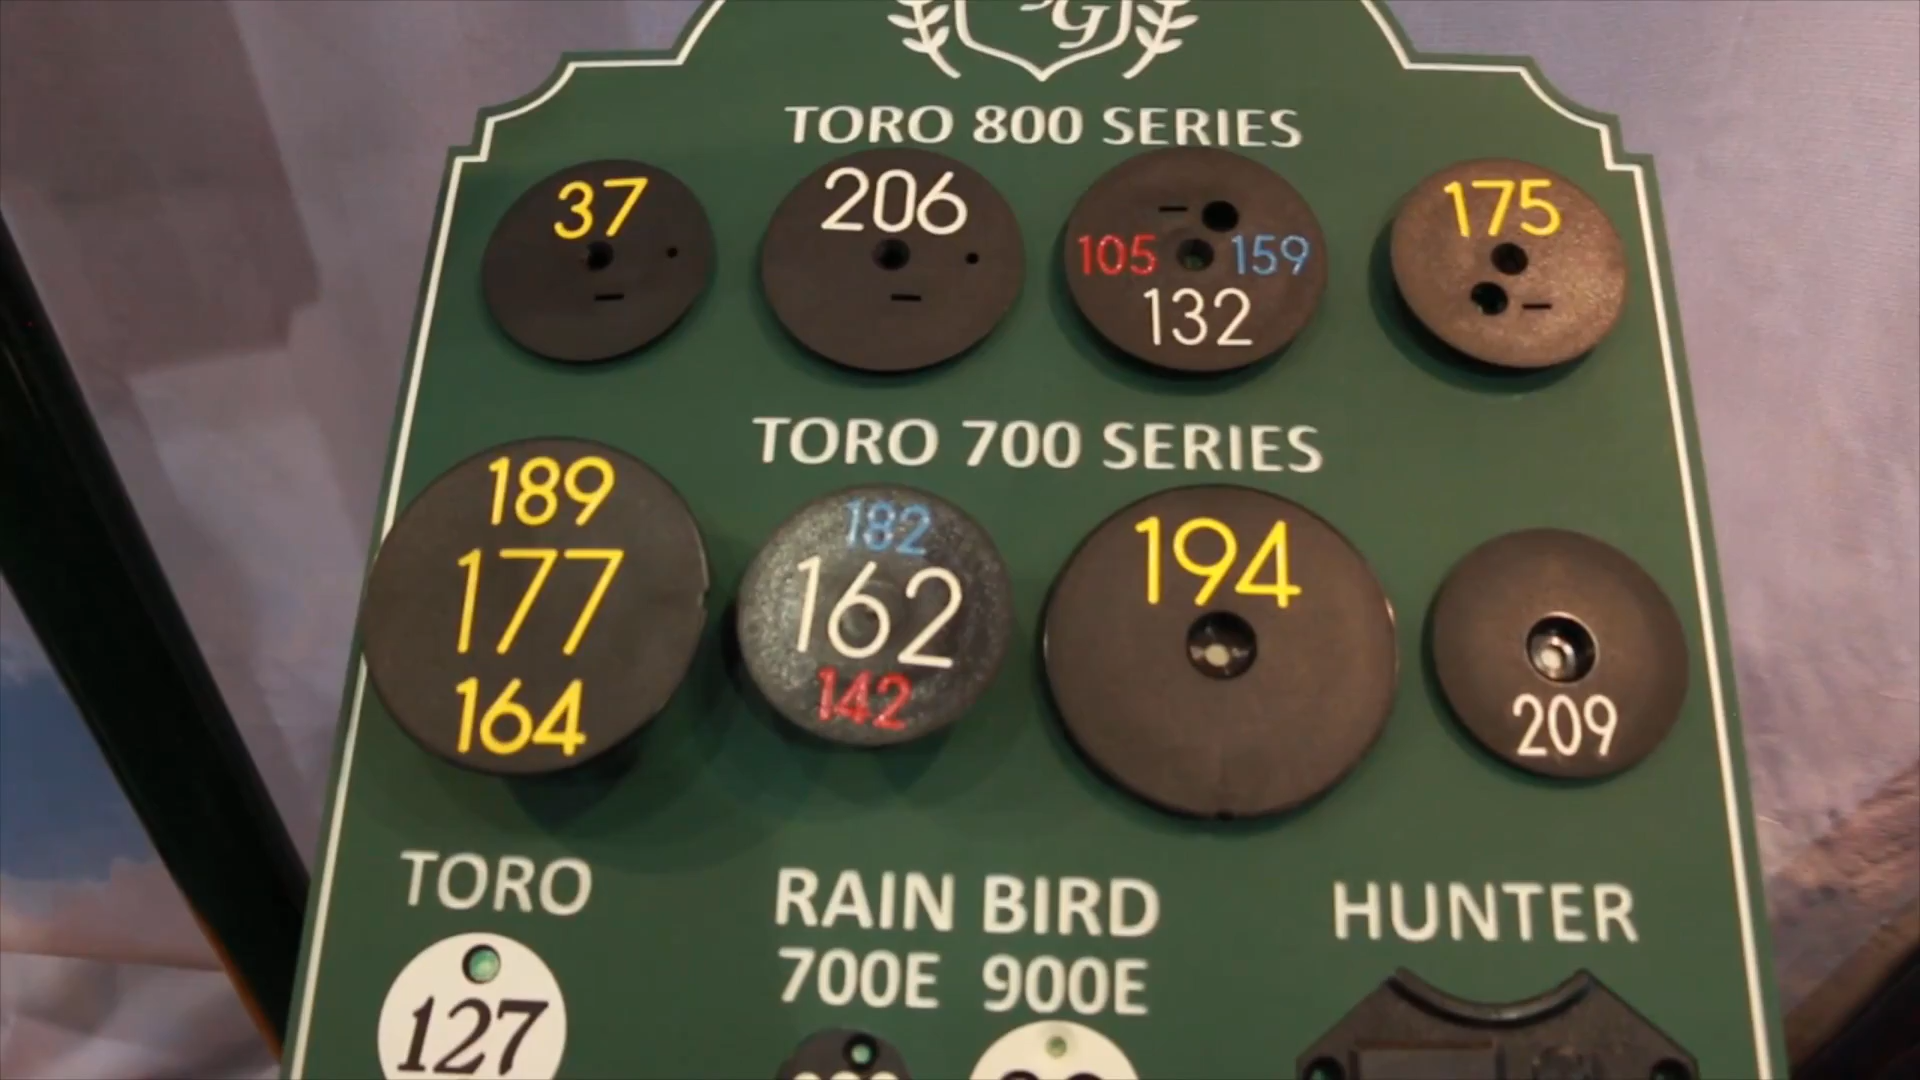 G
TORO 800 SERIES
37
206
105 159
132
175
TORO 700 SERIES
189
177
164
182
162
142
194
209
TORO
127
RAIN BIRD
700E 900E
HUNTER